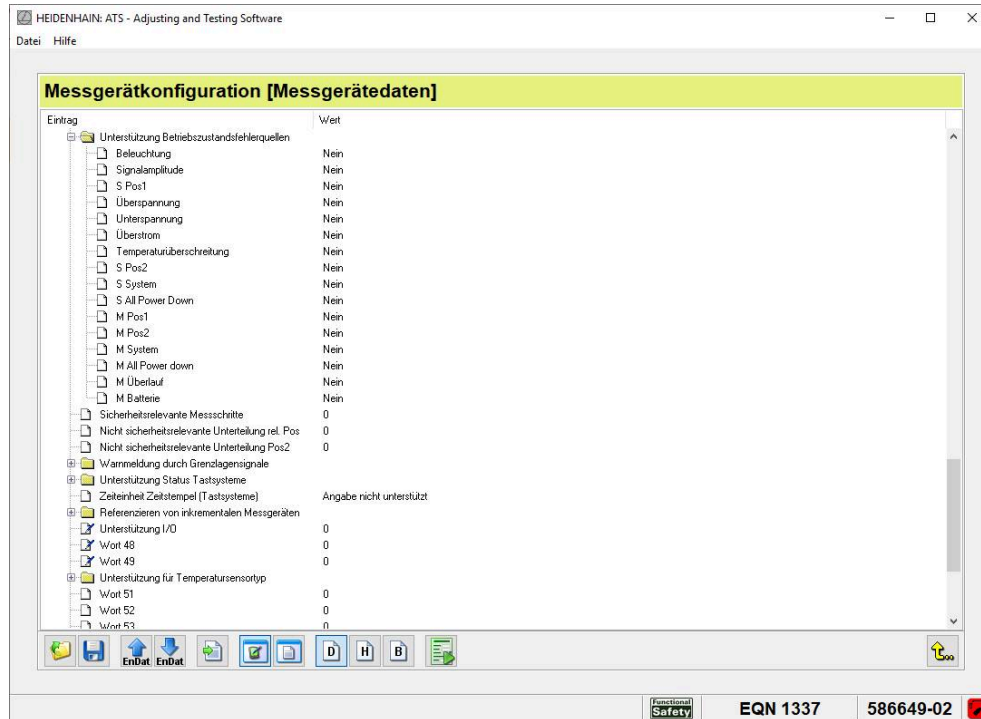 HEIDENHAIN: ATS - Adjusting and Testing Software
Datei Hilfe
Messgerätkonfiguration [Messgerätedaten]
Eintrag Wert
Unterstützung Betriebszustandsfehlerquellen
Beleuchtung Nein
Signalamplitude Nein
S Pos1 Nein
Überspannung Nein
Unterspannung Nein
Überstrom Nein
Temperaturüberschreitung Nein
S Pos2 Nein
S System Nein
S All Power Down Nein
M Pos1 Nein
M Pos2 Nein
M System Nein
M All Power down Nein
M Überlauf Nein
M Batterie Nein
Sicherheitsrelevante Messschritte 0
Nicht sicherheitsrelevante Unterteilung rel. Pos 0
Nicht sicherheitsrelevante Unterteilung Pos2 0
Warnmeldung durch Grenzlagensignale
Unterstützung Status Tastsysteme
Zeiteinheit Zeitstempel (Tastsysteme) Angabe nicht unterstützt
Referenzieren von inkrementalen Messgeräten
Unterstützung I/O 0
Wort 48 0
Wort 49 0
Unterstützung für Temperatursensortyp
Wort 51 0
Wort 52 0
Wort 53 0
EnDat EnDat D H B
Functional Safety EQN 1337 586649-02